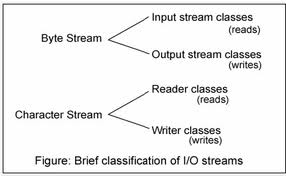 Byte Stream
Input stream classes
(reads)
Output stream classes
(writes)
Character Stream
Reader classes
(reads)
Writer classes
(writes)
Figure: Brief classification of I/O streams